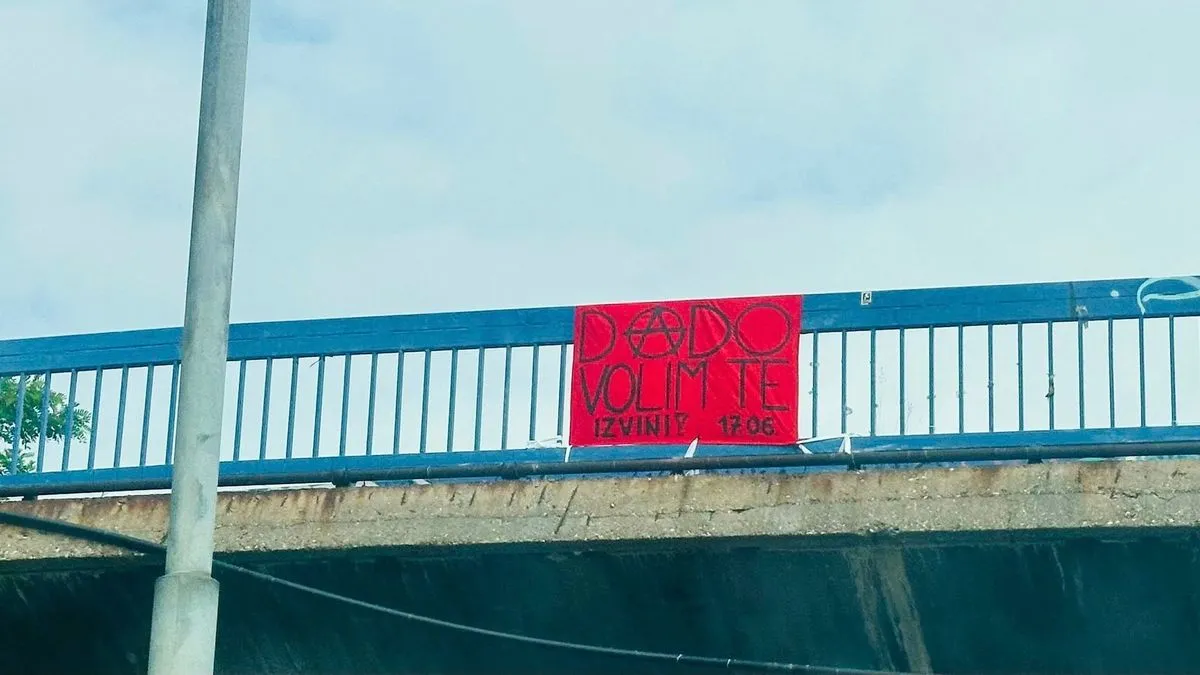 DADO
VOLIM TE
IZVINI! 17.06.